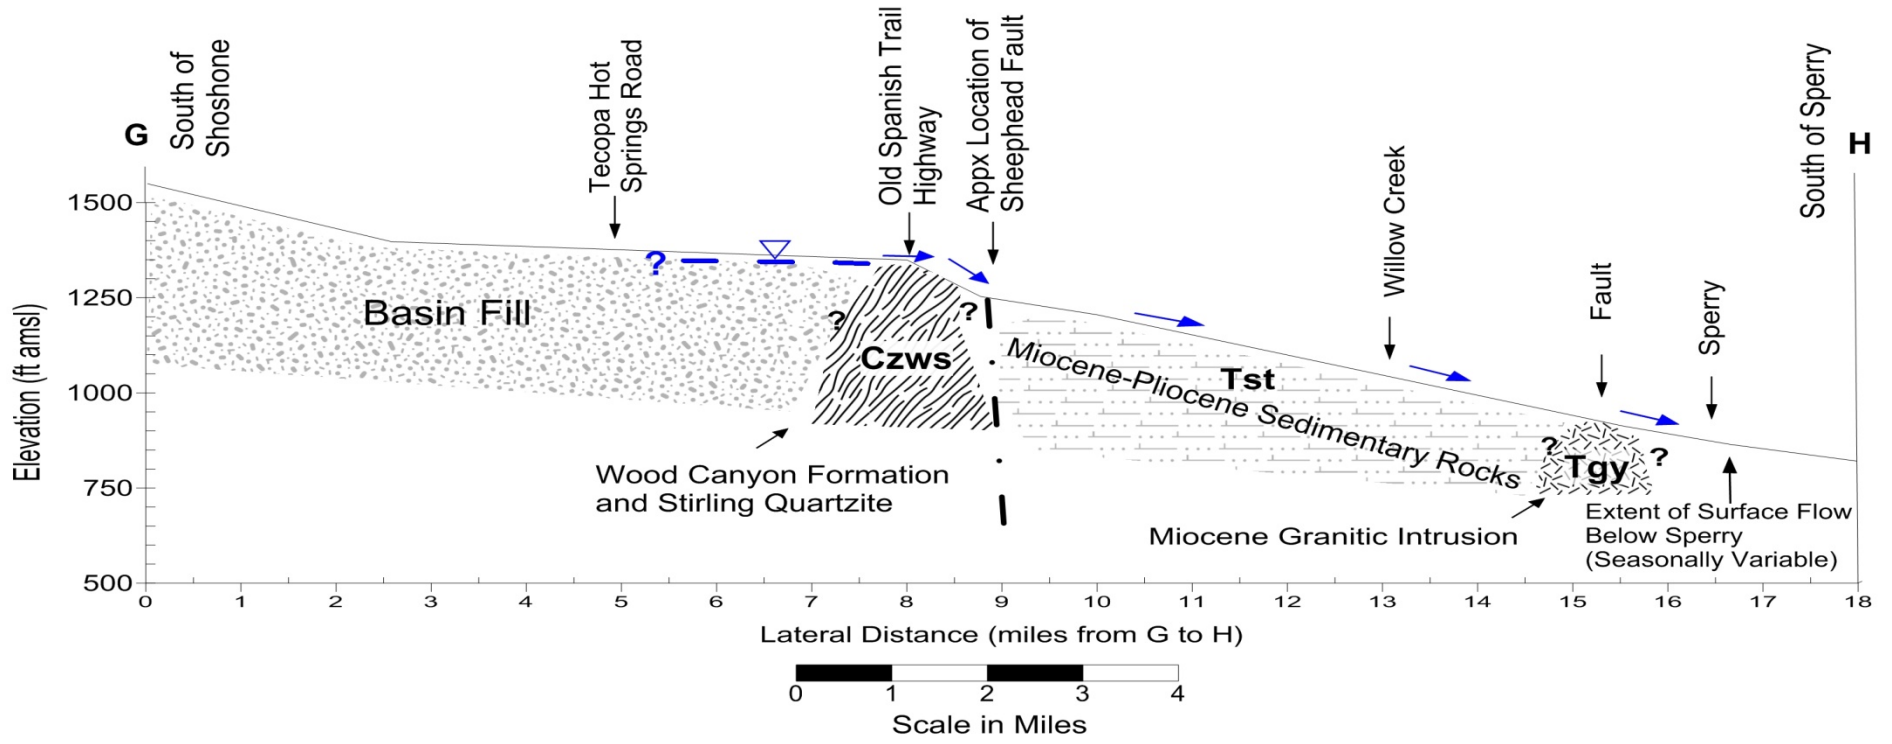 G
South of
Shoshone
Tecopa Hot
Springs Road
Old Spanish Trail
Highway
Appx Location of
Sheephead Fault
Willow Creek
Fault
Sperry
South of Sperry
H
Elevation (ft amsl)
1500
1250
1000
750
500
?
Basin Fill
?
Czws
?
Tst
Miocene-Pliocene Sedimentary Rocks
?
Tgy
?
Wood Canyon Formation
and Stirling Quartzite
Miocene Granitic Intrusion
Extent of Surface Flow
Below Sperry
(Seasonally Variable)
0 1 2 3 4 5 6 7 8 9 10 11 12 13 14 15 16 17 18
Lateral Distance (miles from G to H)
0 1 2 3 4
Scale in Miles